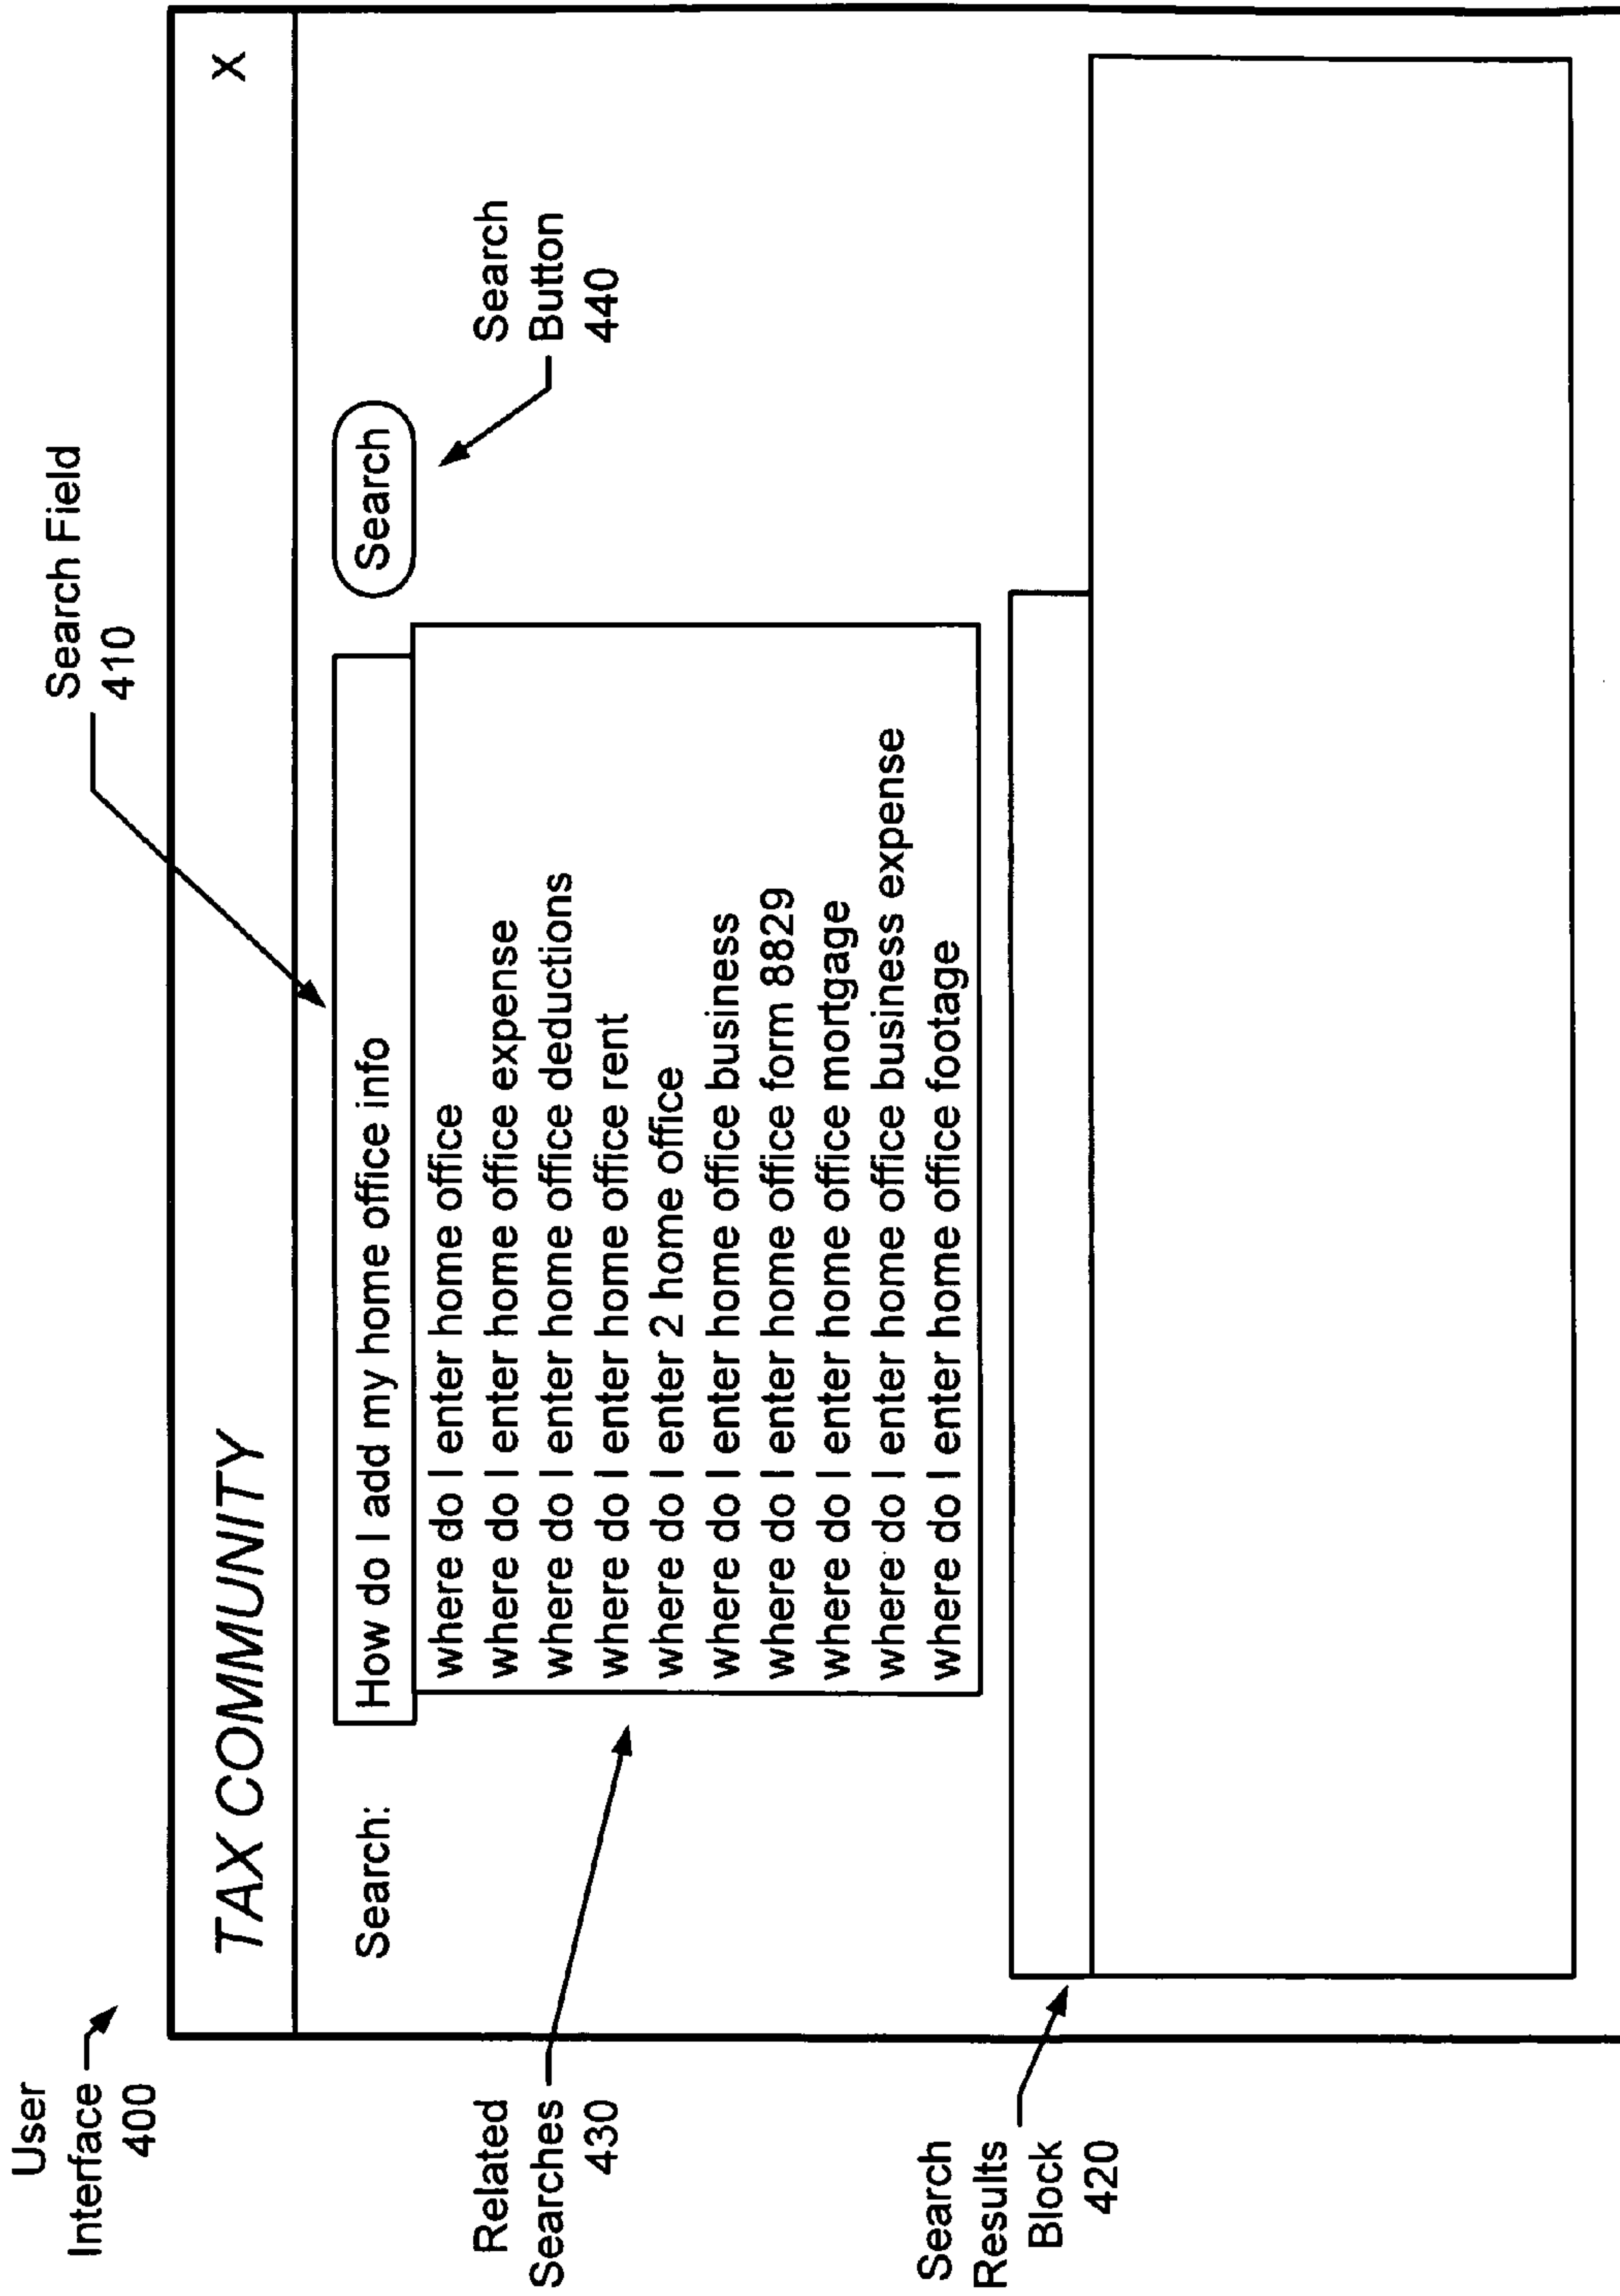 User
Interface
400
Search Field
410
TAX COMMUNITY
X
Search:
How do I add my home office info
Search
where do I enter home office
where do I enter home office expense
where do I enter home office deductions
where do I enter home office rent
where do I enter 2 home office
where do I enter home office business
where do I enter home office form 8829
where do I enter home office mortgage
where do I enter home office business expense
where do I enter home office footage
Search
Button
440
Related
Searches
430
Search
Results
Block
420